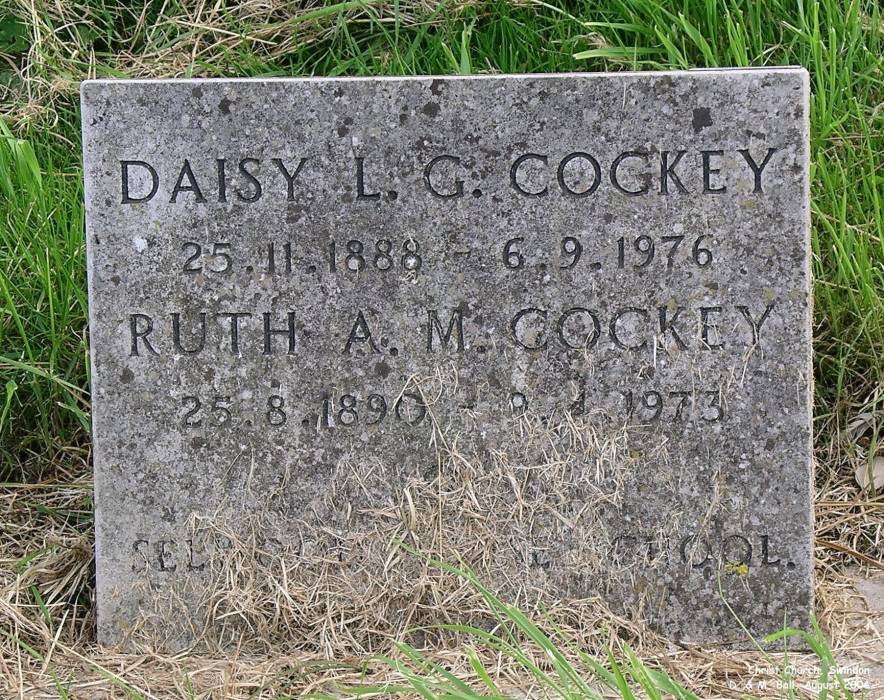 DAISY L. G. COCKEY
25.11.1888 - 6.9.1976
RUTH A. M. COCKEY
25.8.1890 - 1973
SCHOOL.
Christ Church, Swindon
D. & M. Ball, August 2004